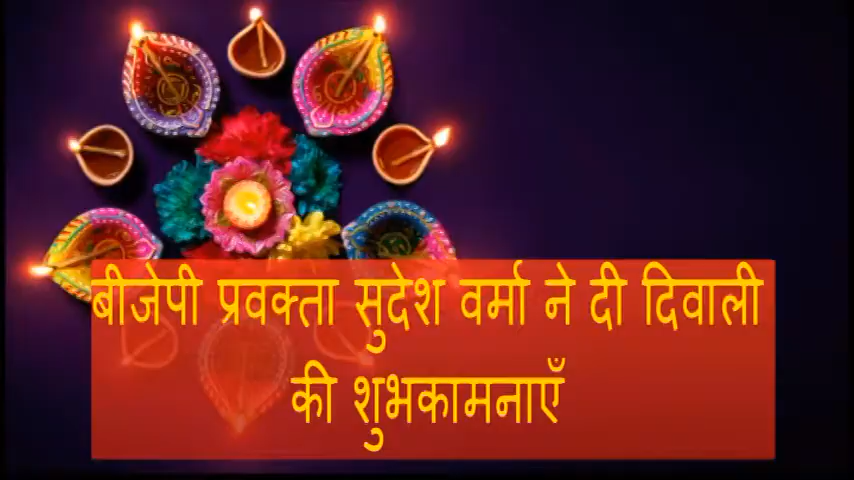 बीजेपी प्रवक्ता सुदेश वर्मा ने दी दिवाली
की शुभकामनाएँ